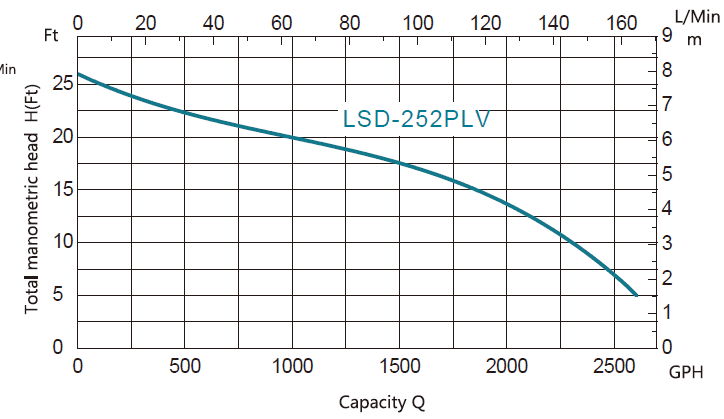 0 20 40 60 80 100 120 140 160 L/Min
Ft 9 m
Min
8
25
7
LSD-252PLV
20
6
5
15
4
10
3
2
5
1
0 0
0 500 1000 1500 2000 2500 GPH
Total manometric head H(Ft)
Capacity Q